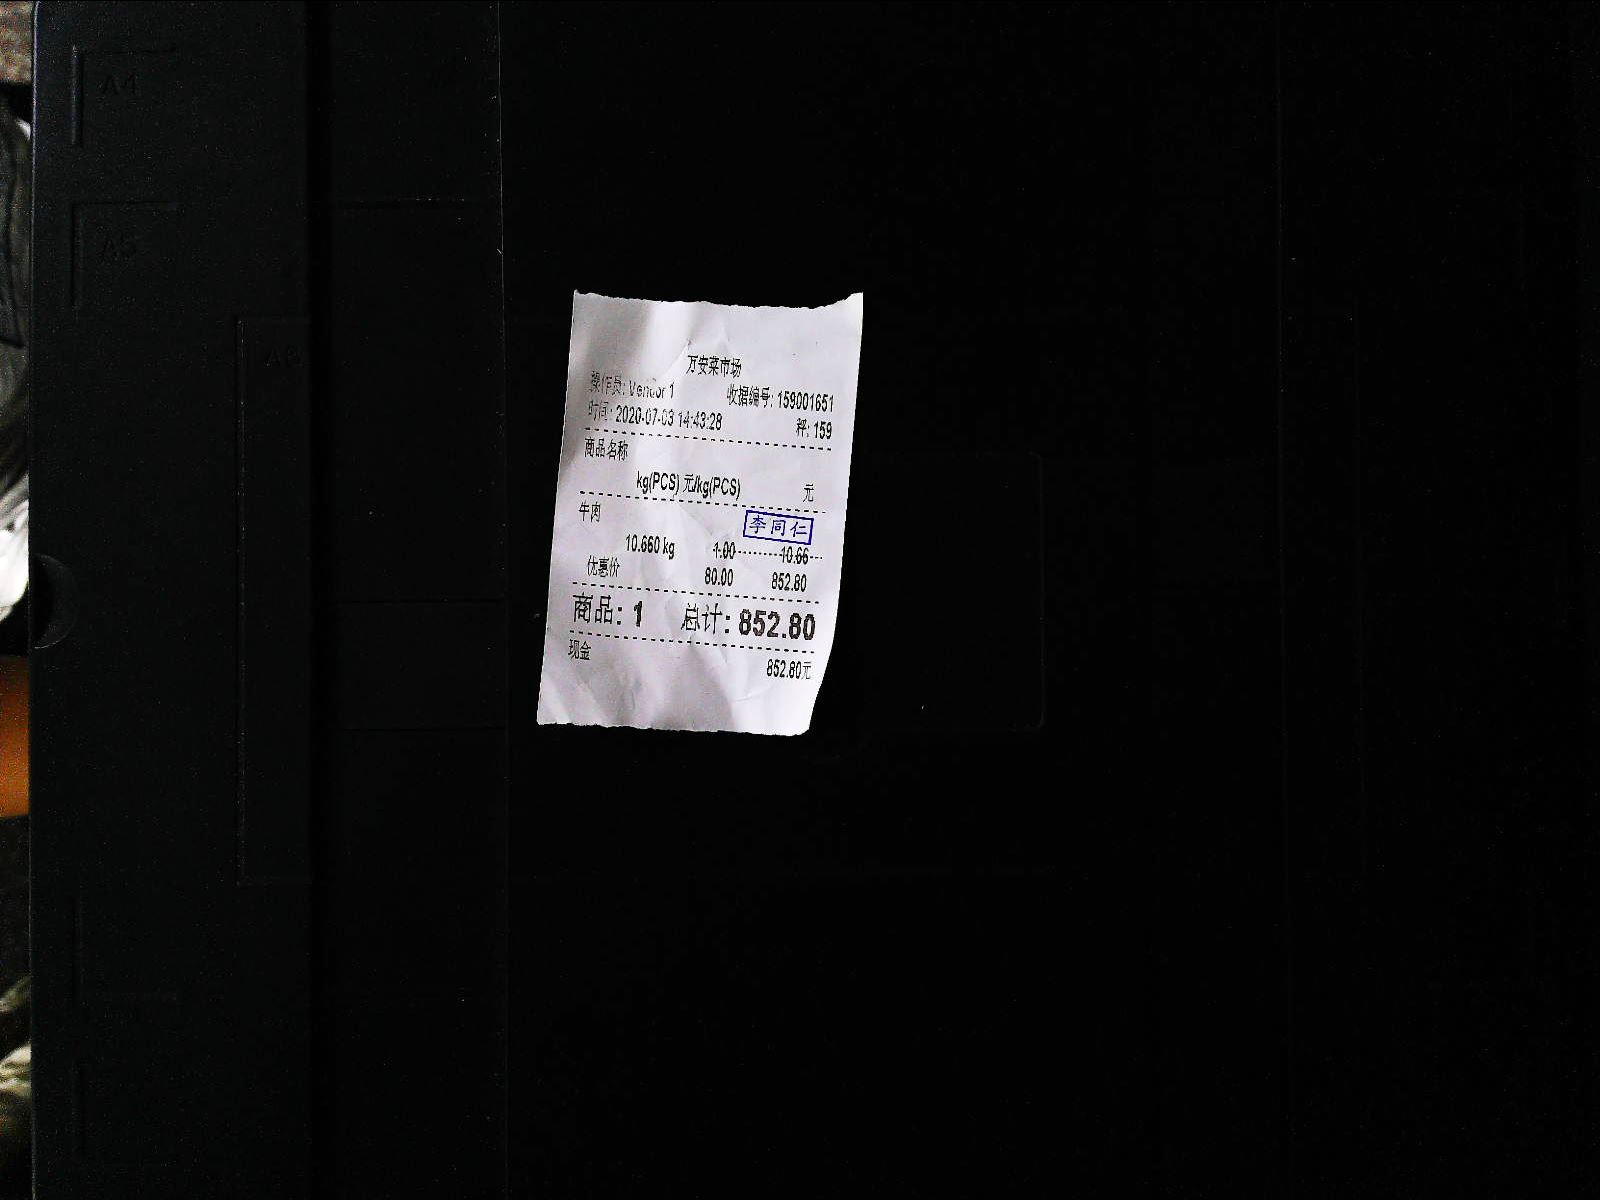 A4
A5
万安菜市场
操作员: Vendor 1 收据编号: 159001651
时间: 2020-07-03 14:43:28 秤: 159
商品名称
kg(PCS) 元/kg(PCS) 元
牛肉
李同仁
10.660 kg 1.00 10.66
优惠价 80.00 852.80
商品: 1 总计: 852.80
现金 852.80元